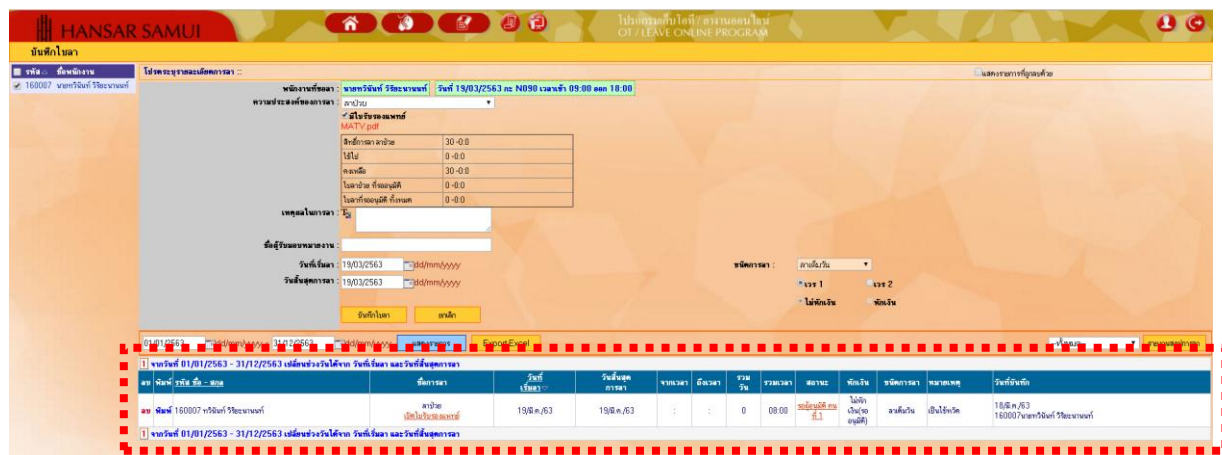 HANSAR SAMUI
โปรแกรมเก็บโอที / ลางานออนไลน์
OT / LEAVE ONLINE PROGRAM
บันทึกใบลา
รหัส ชื่อพนักงาน
160007 นายทวินันท์ วิริยะนานนท์
โปรดระบุรายละเอียดการลา ::
แสดงรายการที่ถูกลบด้วย
พนักงานที่ขอลา : นายทวินันท์ วิริยะนานนท์ วันที่ 19/03/2563 กะ N090 เวลาเข้า 09:00 ออก 18:00
ความประสงค์ของการลา : ลาป่วย
มีใบรับรองแพทย์
MATV.pdf
สิทธิ์การลา ลาป่วย 30 -0:0
ใช้ไป 0 -0:0
คงเหลือ 30 -0:0
ใบลาป่วย ที่รออนุมัติ 0 -0:0
ใบลาที่รออนุมัติ ทั้งหมด 0 -0:0
เหตุผลในการลา :
ชื่อผู้รับมอบหมายงาน :
วันที่เริ่มลา : 19/03/2563 dd/mm/yyyy ชนิดการลา : ลาเต็มวัน
วันสิ้นสุดการลา : 19/03/2563 dd/mm/yyyy เวร 1 เวร 2
ไม่หักเงิน หักเงิน
บันทึกใบลา ยกเลิก
01/01/2563 dd/mm/yyyy - 31/12/2563 dd/mm/yyyy แสดงรายการ Export Excel
1 จากวันที่ 01/01/2563 - 31/12/2563 เปลี่ยนช่วงวันได้จาก วันที่เริ่มลา และวันที่สิ้นสุดการลา
ลบ พิมพ์ รหัส ชื่อ - สกุล ชื่อการลา วันที่เริ่มลา วันสิ้นสุดการลา จากเวลา ถึงเวลา รวมวัน รวมเวลา สถานะ หักเงิน ชนิดการลา หมายเหตุ วันที่บันทึก
ลบ พิมพ์ 160007 ทวินันท์ วิริยะนานนท์ ลาป่วย 19/มี.ค./63 19/มี.ค./63 : : 0 08:00 รออนุมัติ คนที่.1 ไม่หักเงิน(รออนุมัติ) ลาเต็มวัน เป็นไข้หวัด 18/มี.ค./63
เปิดใบรับรองแพทย์ 160007นายทวินันท์ วิริยะนานนท์
1 จากวันที่ 01/01/2563 - 31/12/2563 เปลี่ยนช่วงวันได้จาก วันที่เริ่มลา และวันที่สิ้นสุดการลา